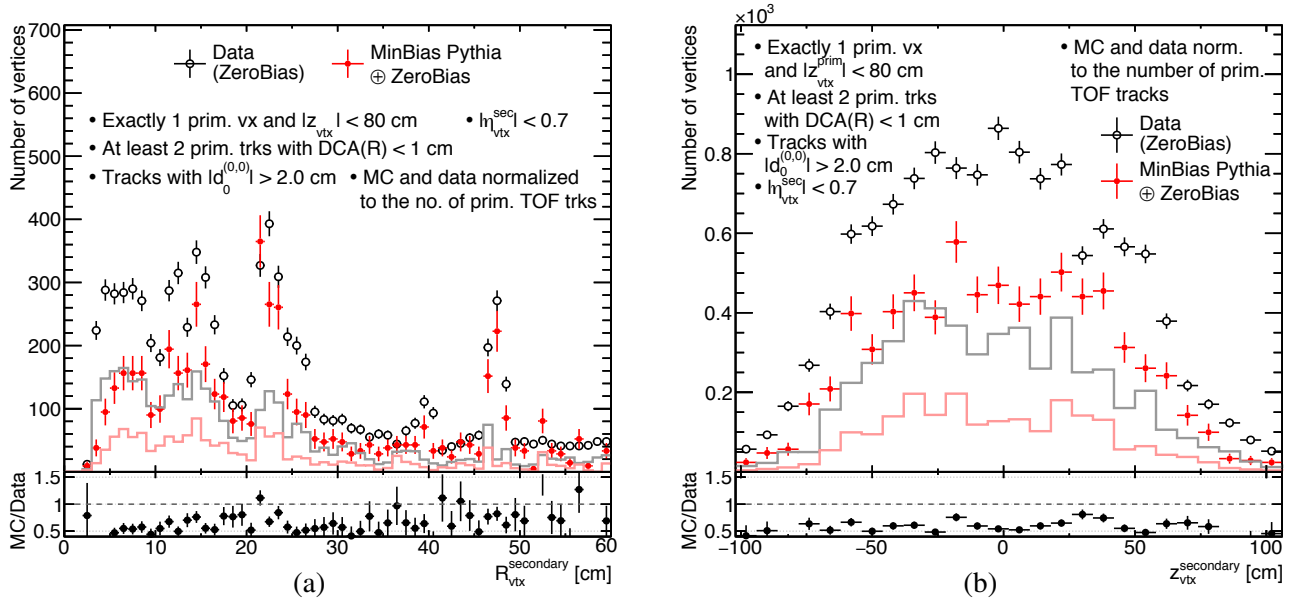 700
600
500
400
300
200
100
Number of vertices
Data
(ZeroBias)
MinBias Pythia
⊕ ZeroBias
• Exactly 1 prim. vx and |z_vtx| < 80 cm
• |η_vtx^sec| < 0.7
• At least 2 prim. trks with DCA(R) < 1 cm
• Tracks with |d_0^(0,0)| > 2.0 cm
• MC and data normalized
to the no. of prim. TOF trks
MC/Data
1.5
1
0.5
0 10 20 30 40 50 60
R_vtx^secondary [cm]
(a)
×10^3
1
0.8
0.6
0.4
0.2
Number of vertices
• Exactly 1 prim. vx
and |z_vtx^prim| < 80 cm
• At least 2 prim. trks
with DCA(R) < 1 cm
• Tracks with
|d_0^(0,0)| > 2.0 cm
• |η_vtx^sec| < 0.7
• MC and data norm.
to the number of prim.
TOF tracks
Data
(ZeroBias)
MinBias Pythia
⊕ ZeroBias
MC/Data
1.5
1
0.5
−100 −50 0 50 100
z_vtx^secondary [cm]
(b)